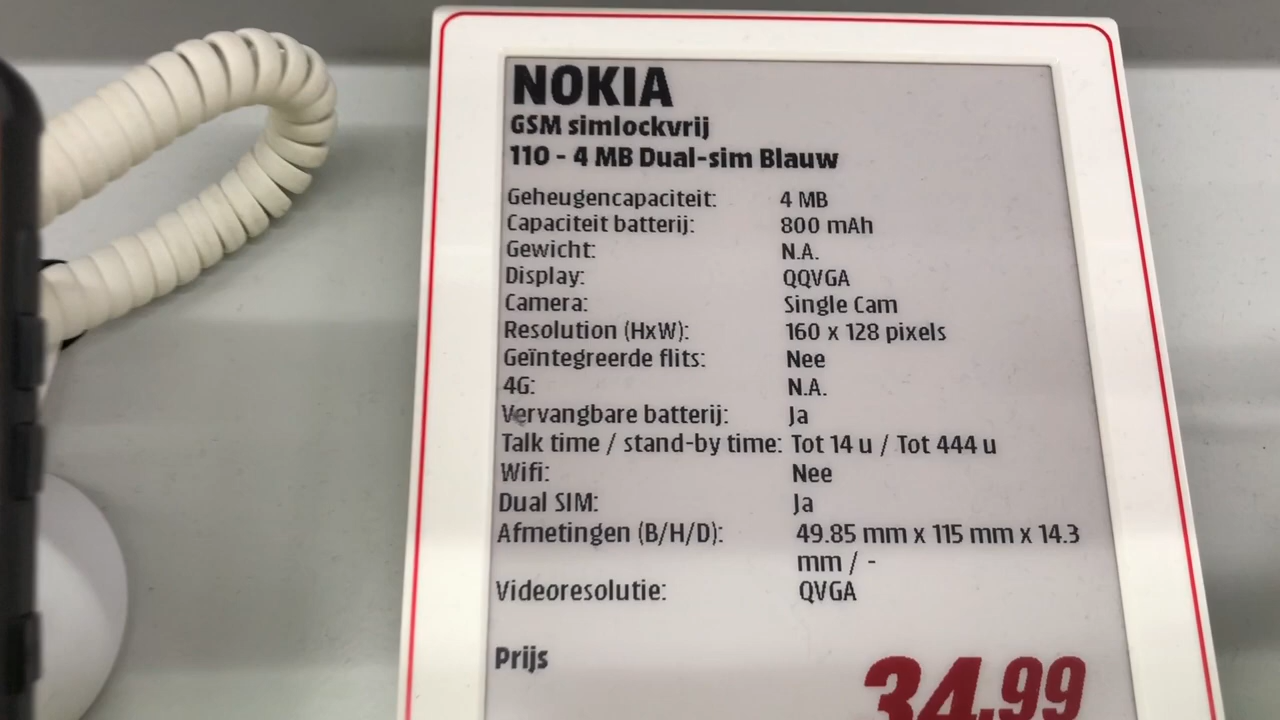 NOKIA
GSM simlockvrij
110 - 4 MB Dual-sim Blauw
Geheugencapaciteit: 4 MB
Capaciteit batterij: 800 mAh
Gewicht: N.A.
Display: QQVGA
Camera: Single Cam
Resolution (HxW): 160 x 128 pixels
Geïntegreerde flits: Nee
4G: N.A.
Vervangbare batterij: Ja
Talk time / stand-by time: Tot 14 u / Tot 444 u
Wifi: Nee
Dual SIM: Ja
Afmetingen (B/H/D): 49.85 mm x 115 mm x 14.3
mm / -
Videoresolutie: QVGA
Prijs
34.99